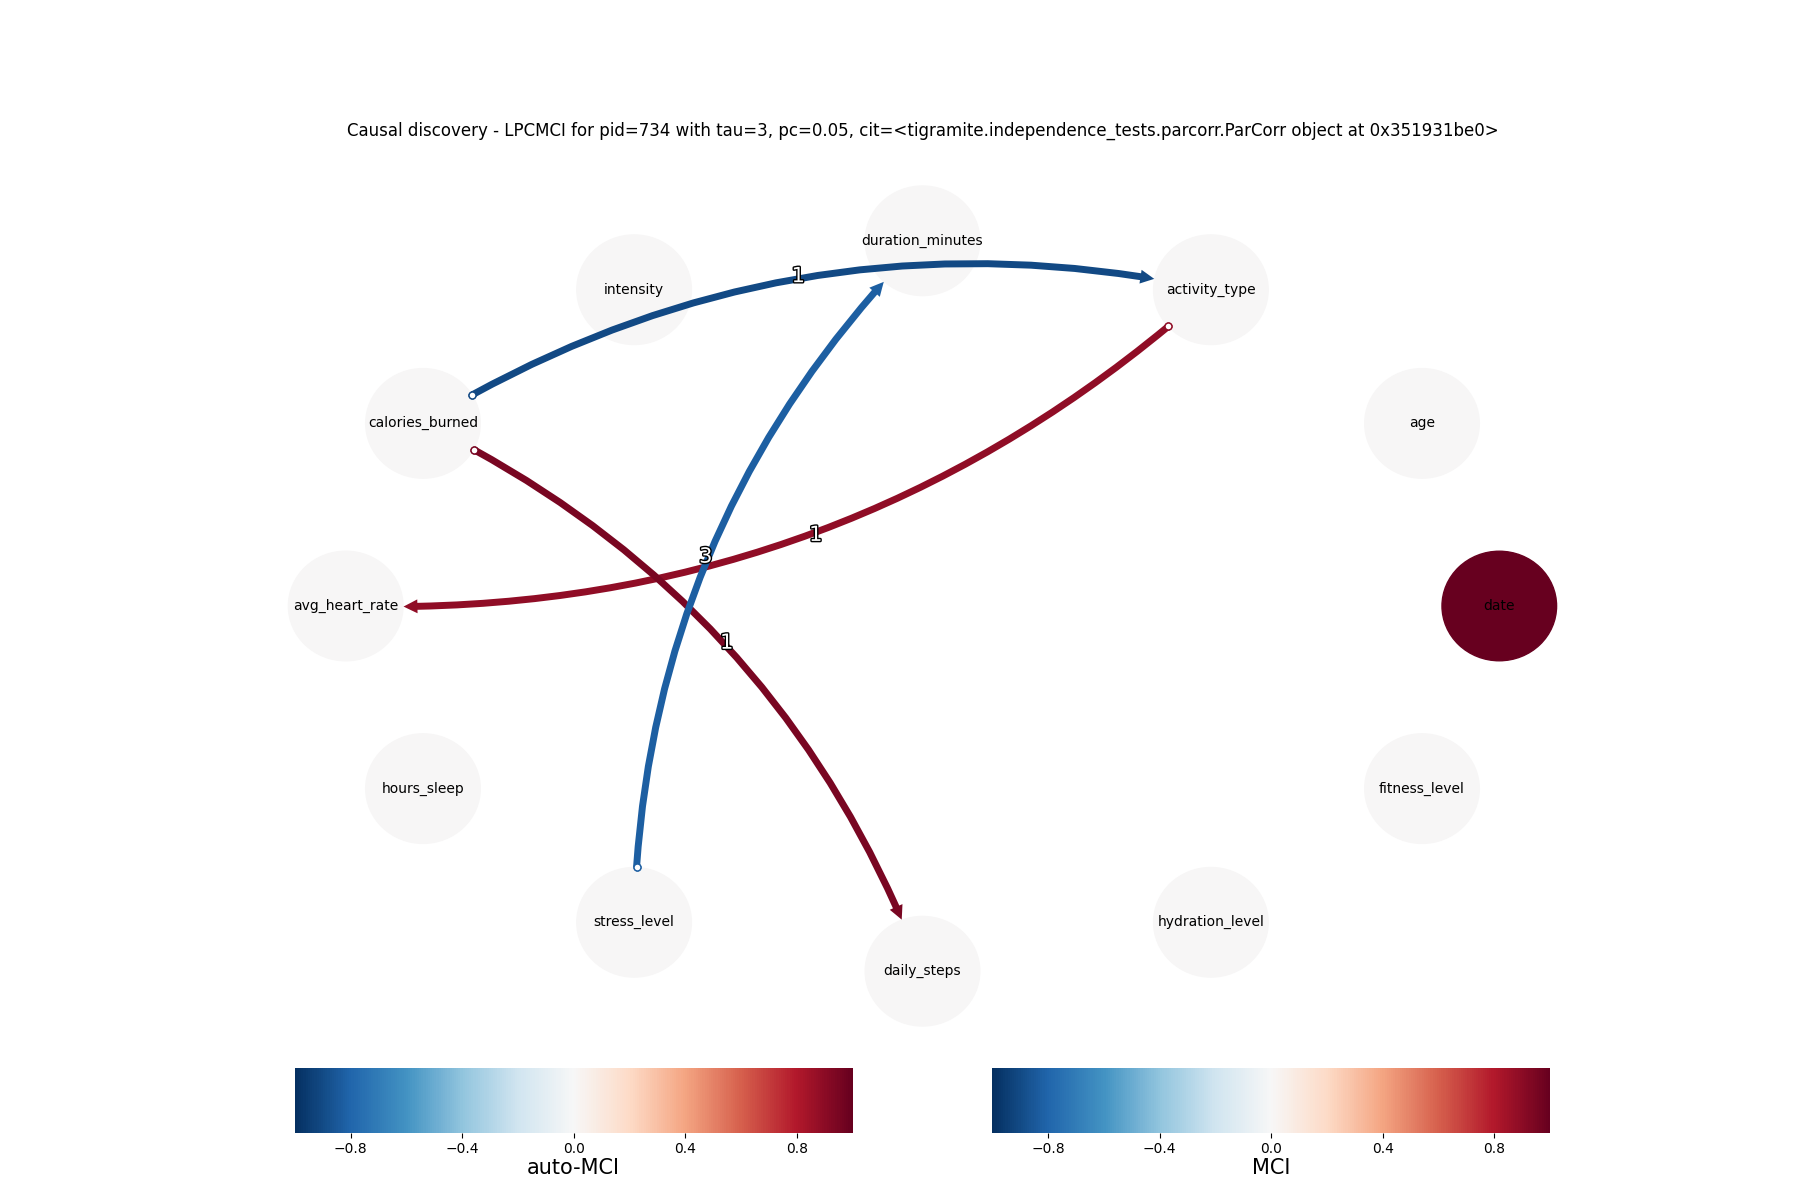 Causal discovery - LPCMCI for pid=734 with tau=3, pc=0.05, cit=<tigramite.independence_tests.parcorr.ParCorr object at 0x351931be0>
duration_minutes
intensity
activity_type
1
calories_burned
age
1
3
avg_heart_rate
date
1
hours_sleep
fitness_level
stress_level
hydration_level
daily_steps
−0.8 −0.4 0.0 0.4 0.8
auto-MCI
−0.8 −0.4 0.0 0.4 0.8
MCI